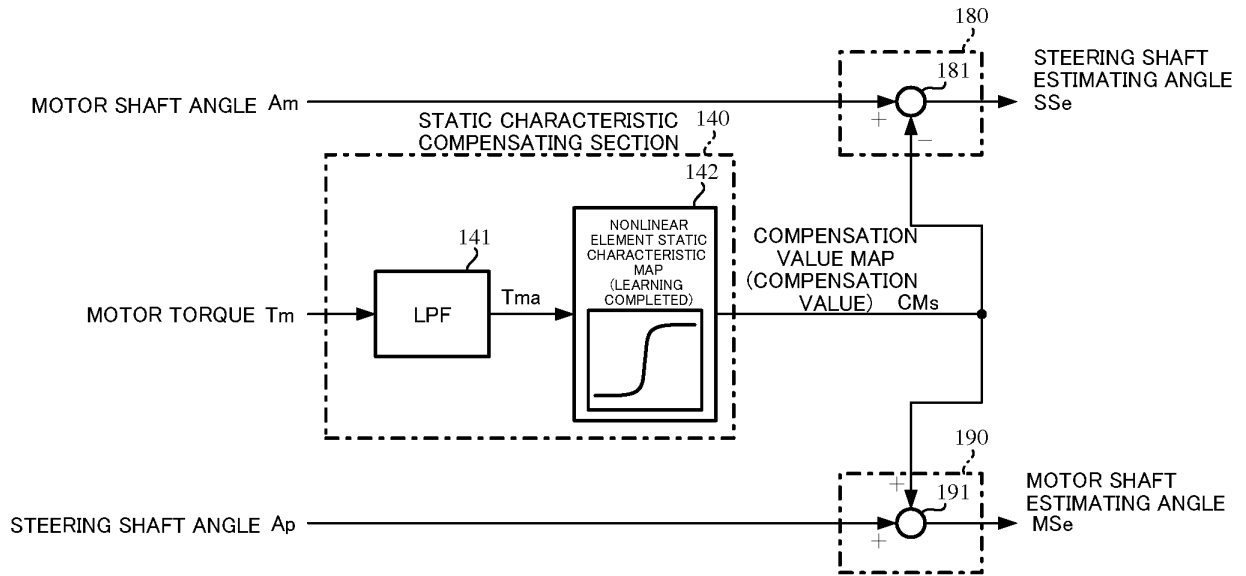 180
181
STEERING SHAFT
ESTIMATING ANGLE
SSe
MOTOR SHAFT ANGLE Am
+
−
STATIC CHARACTERISTIC
COMPENSATING SECTION
140
142
NONLINEAR
ELEMENT STATIC
CHARACTERISTIC
MAP
(LEARNING
COMPLETED)
141
LPF
Tma
MOTOR TORQUE Tm
COMPENSATION
VALUE MAP
(COMPENSATION
VALUE) CMs
190
191
+
+
MOTOR SHAFT
ESTIMATING ANGLE
MSe
STEERING SHAFT ANGLE Ap